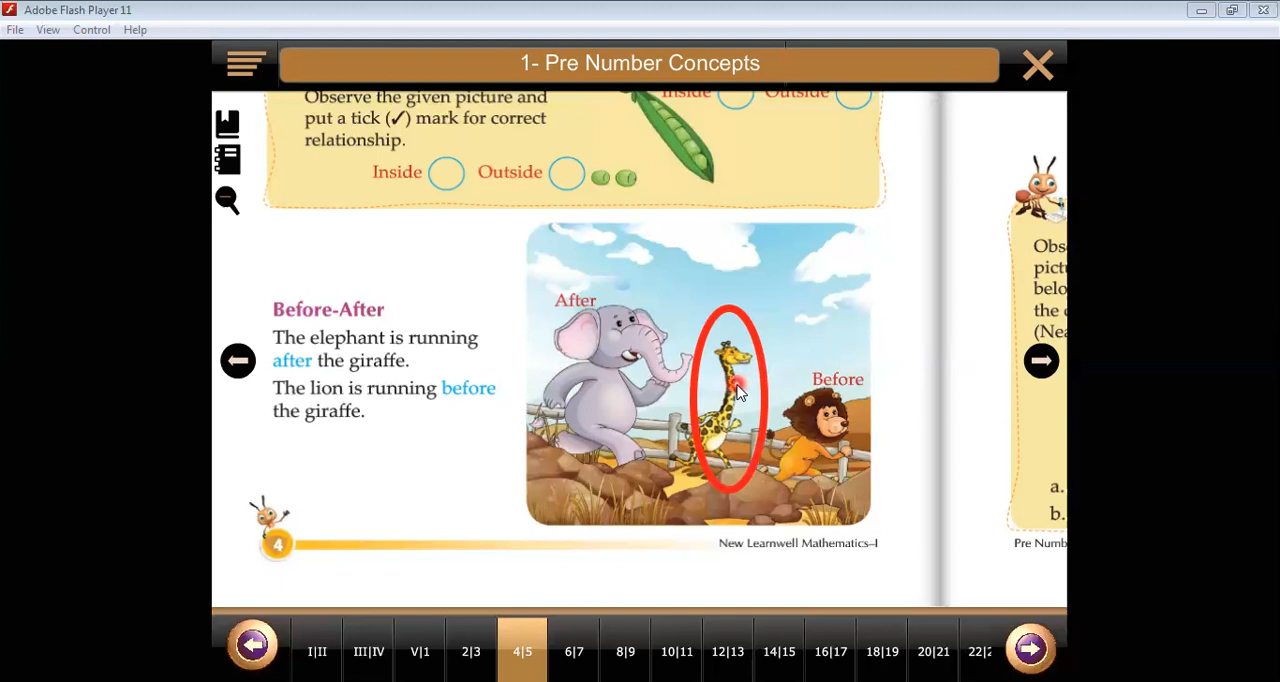 Adobe Flash Player 11
File View Control Help
1- Pre Number Concepts
Observe the given picture and
put a tick (✓) mark for correct
relationship.
Inside Outside
Inside Outside
Before-After
The elephant is running
after the giraffe.
The lion is running before
the giraffe.
After
Before
4
New Learnwell Mathematics–I
the
a.
b.
I|II III|IV V|1 2|3 4|5 6|7 8|9 10|11 12|13 14|15 16|17 18|19 20|21